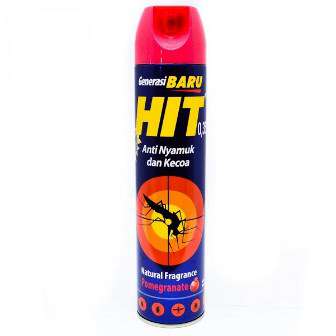 Generasi BARU
HIT
Anti Nyamuk
dan Kecoa
Natural Fragrance
Pomegranate